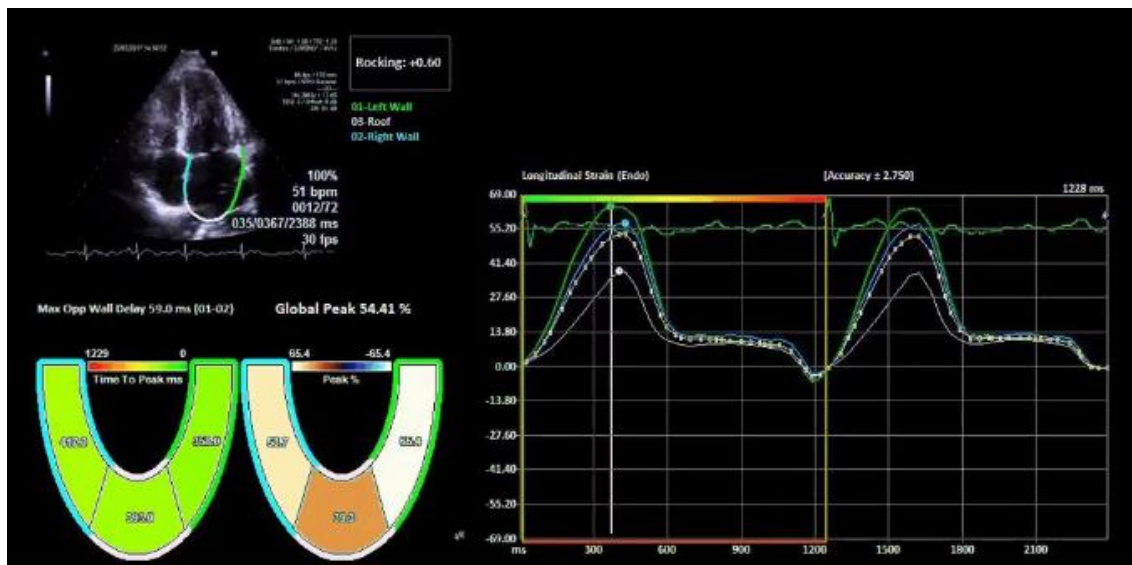 Rocking: +0.60
01-Left Wall
03-Roof
02-Right Wall
100%
51 bpm
0012/72
035/0367/2388 ms
30 fps
Longitudinal Strain (Endo)
[Accuracy ± 2.750]
1228 ms
69.00
55.20
41.40
27.60
13.80
0.00
-13.80
-27.60
-41.40
-55.20
-69.00
ms
300
600
900
1200
1500
1800
2100
Max Opp Wall Delay 59.0 ms (01-02)
Global Peak 54.41 %
1229
0
Time To Peak ms
65.4
-65.4
Peak %
65.4